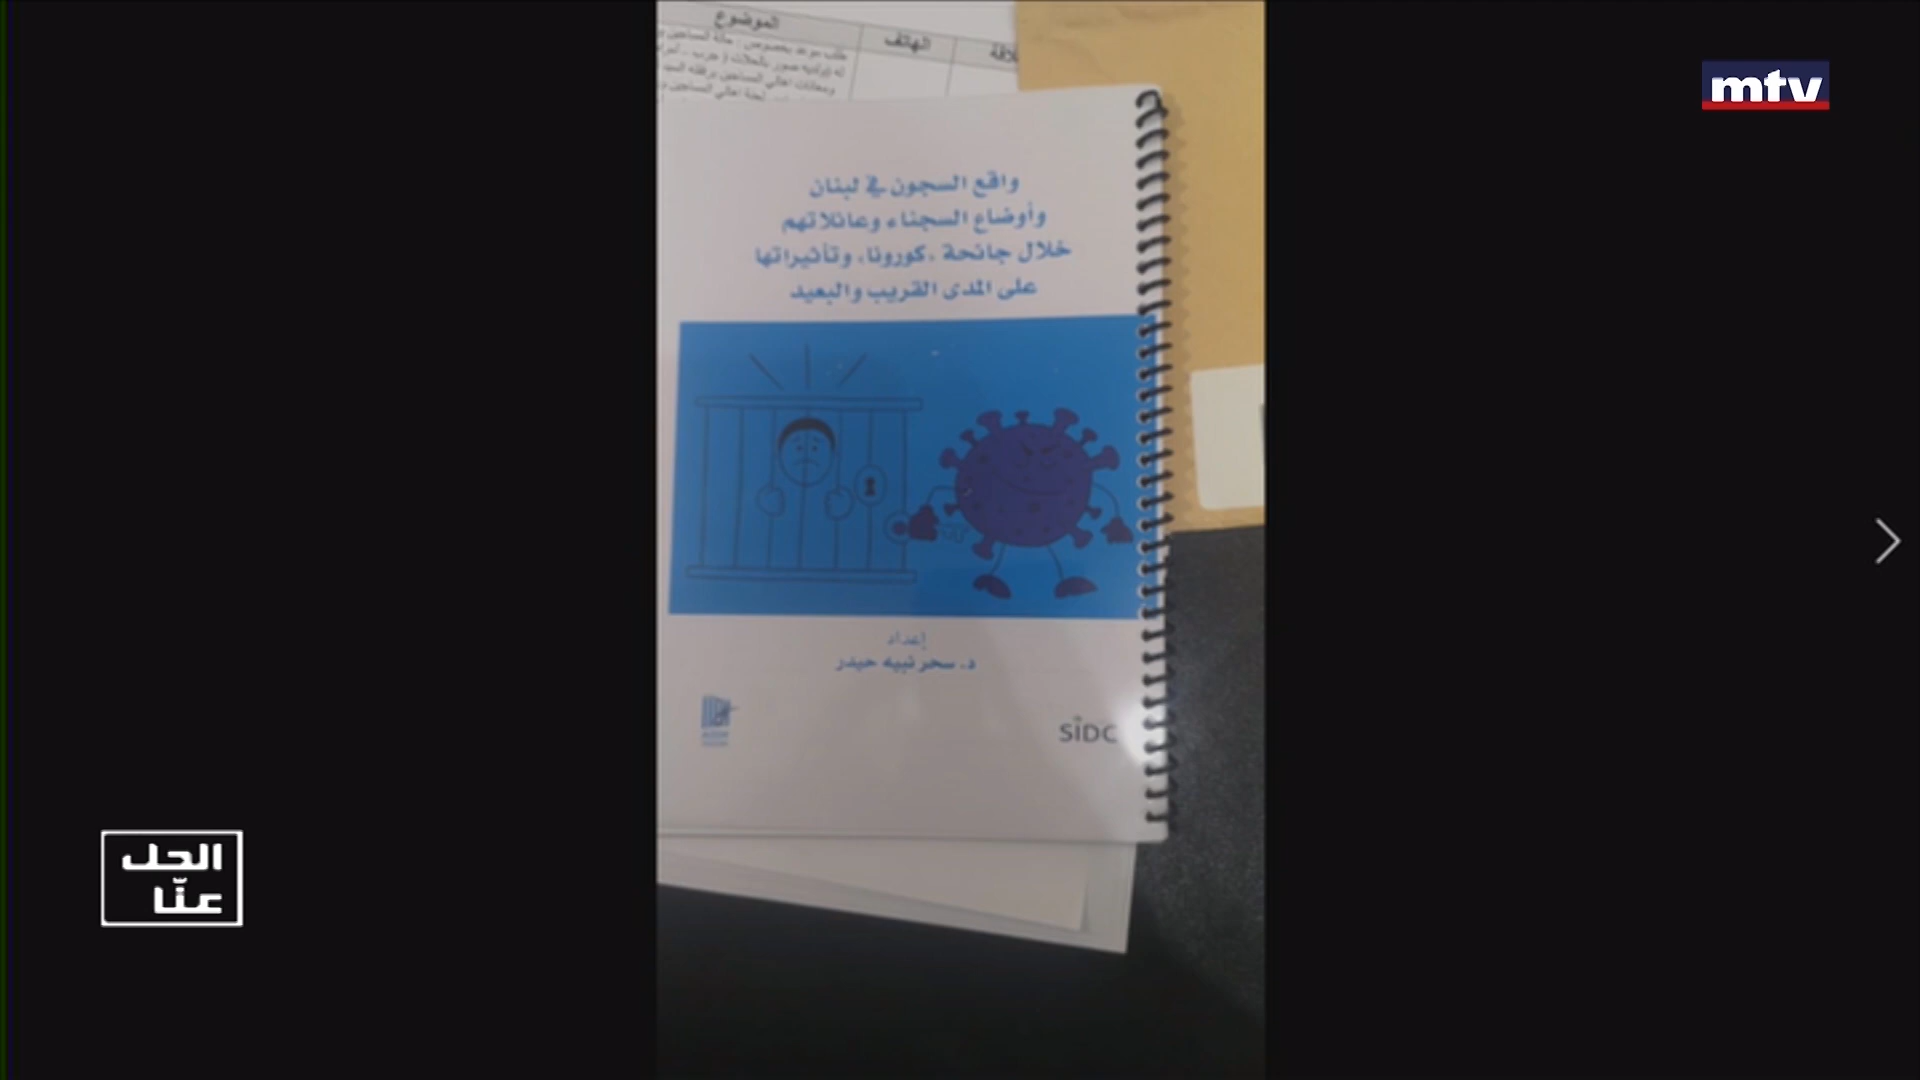 الموضوع
الهاتف
mtv
واقع السجون في لبنان
وأوضاع السجناء وعائلاتهم
خلال جائحة ،كورونا، وتأثيراتها
على المدى القريب والبعيد
إعداد
د. سحر نبيه حيدر
SIDC
الحل
عنّا